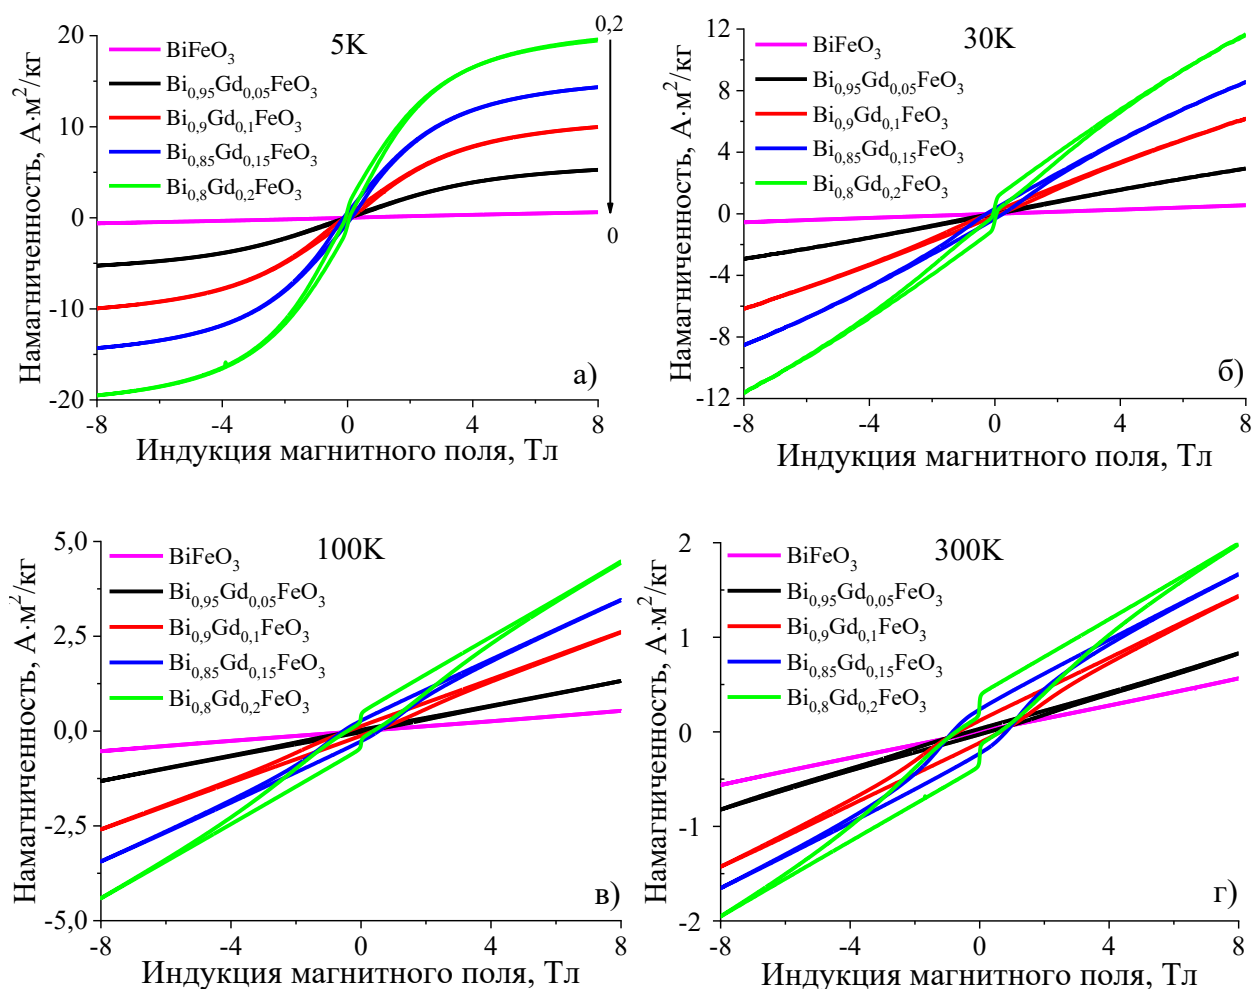 Намагниченность, А·м²/кг
20
10
0
-10
-20
5K
0,2
0
BiFeO₃
Bi₀,₉₅Gd₀,₀₅FeO₃
Bi₀,₉Gd₀,₁FeO₃
Bi₀,₈₅Gd₀,₁₅FeO₃
Bi₀,₈Gd₀,₂FeO₃
а)
-8 -4 0 4 8
Индукция магнитного поля, Тл
Намагниченность, А·м²/кг
12
8
4
0
-4
-8
-12
30K
BiFeO₃
Bi₀,₉₅Gd₀,₀₅FeO₃
Bi₀,₉Gd₀,₁FeO₃
Bi₀,₈₅Gd₀,₁₅FeO₃
Bi₀,₈Gd₀,₂FeO₃
б)
-8 -4 0 4 8
Индукция магнитного поля, Тл
Намагниченность, А·м²/кг
5,0
2,5
0,0
-2,5
-5,0
100K
BiFeO₃
Bi₀,₉₅Gd₀,₀₅FeO₃
Bi₀,₉Gd₀,₁FeO₃
Bi₀,₈₅Gd₀,₁₅FeO₃
Bi₀,₈Gd₀,₂FeO₃
в)
-8 -4 0 4 8
Индукция магнитного поля, Тл
Намагниченность, А·м²/кг
2
1
0
-1
-2
300K
BiFeO₃
Bi₀,₉₅Gd₀,₀₅FeO₃
Bi₀,₉Gd₀,₁FeO₃
Bi₀,₈₅Gd₀,₁₅FeO₃
Bi₀,₈Gd₀,₂FeO₃
г)
-8 -4 0 4 8
Индукция магнитного поля, Тл